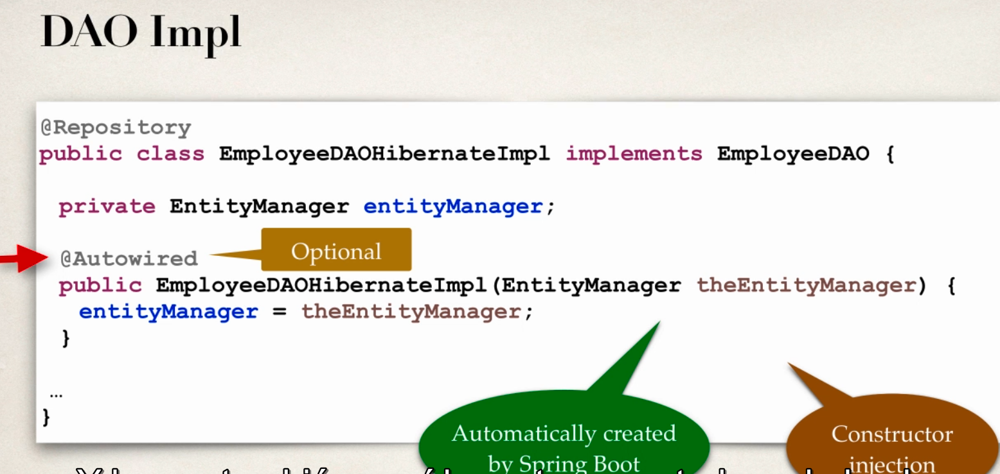 DAO Impl
@Repository
public class EmployeeDAOHibernateImpl implements EmployeeDAO {
private EntityManager entityManager;
@Autowired
Optional
public EmployeeDAOHibernateImpl(EntityManager theEntityManager) {
entityManager = theEntityManager;
}
…
}
Automatically created
by Spring Boot
Constructor
injection